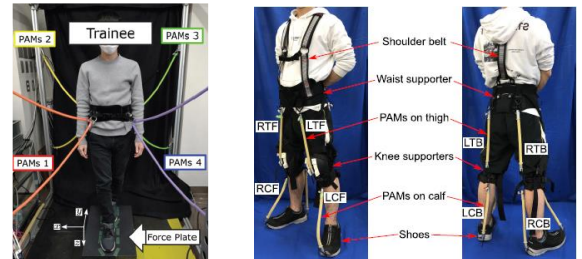 Trainee
PAMs 2
PAMs 3
PAMs 1
PAMs 4
Force Plate
Shoulder belt
Waist supporter
PAMs on thigh
Knee supporters
PAMs on calf
Shoes
RTF
LTF
RCF
LCF
LTB
RTB
LCB
RCB